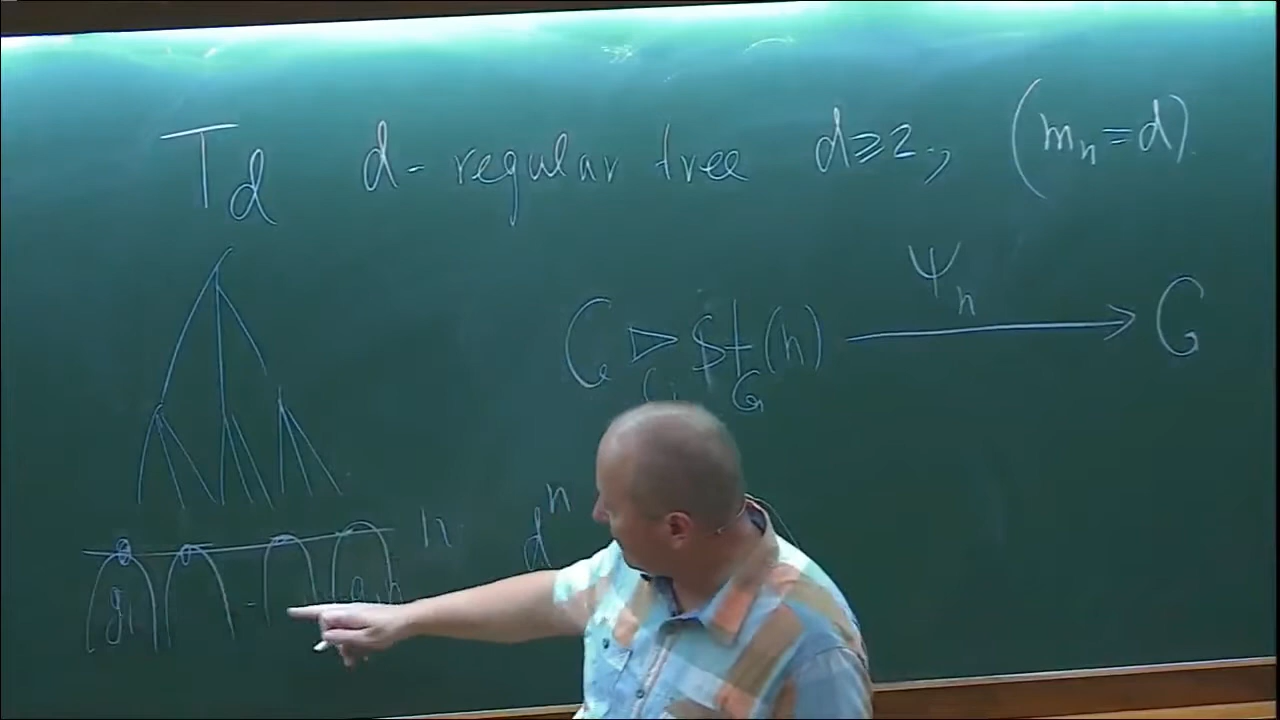 T_d d-regular tree d≥2, (m_n=d).
ψ_n
G ▷ St_G(n) ⟶ G
n d^n
g_1